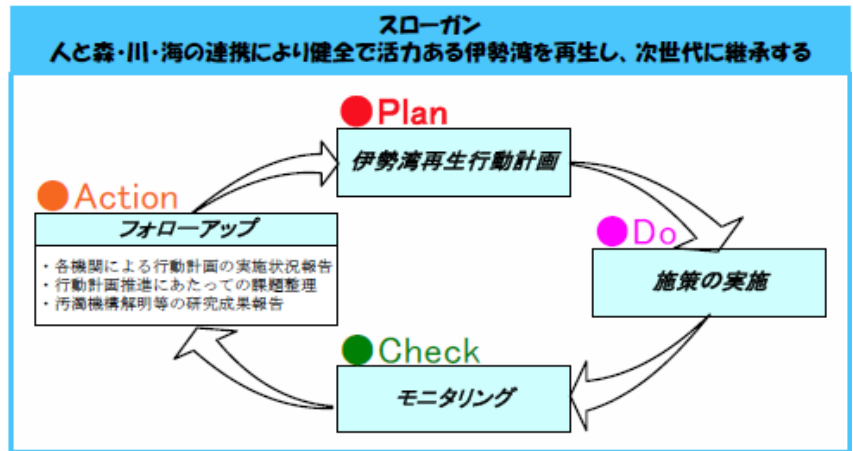 スローガン
人と森・川・海の連携により健全で活力ある伊勢湾を再生し、次世代に継承する
●Plan
伊勢湾再生行動計画
●Action
フォローアップ
・各機関による行動計画の実施状況報告
・行動計画推進にあたっての課題整理
・汚濁機構解明等の研究成果報告
●Do
施策の実施
●Check
モニタリング